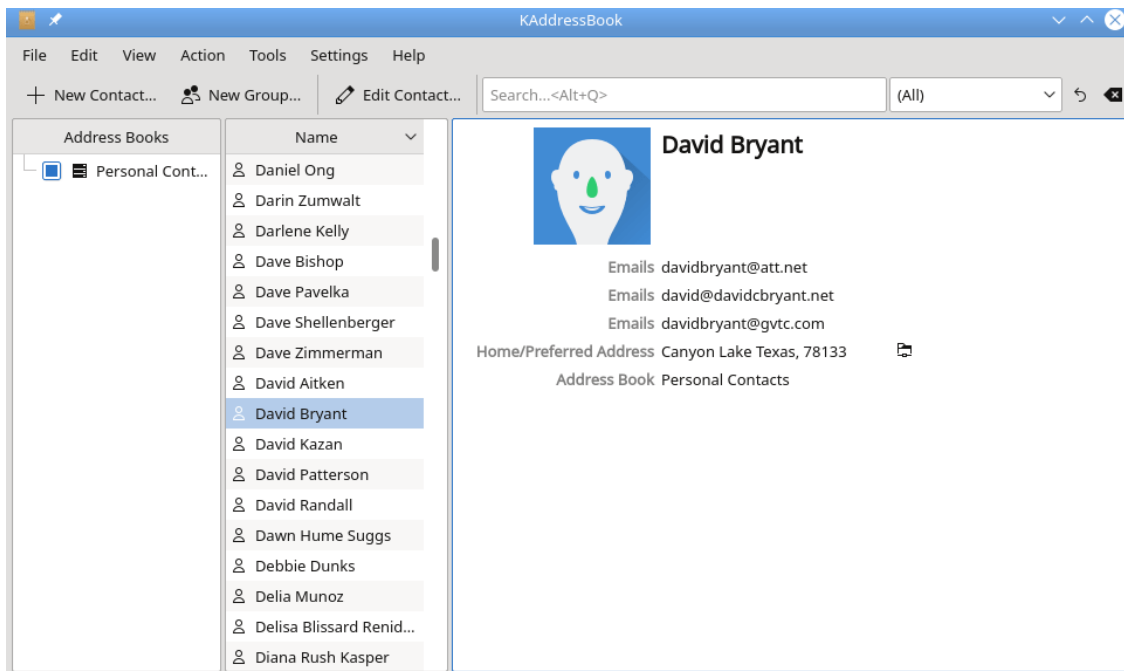 KAddressBook
File Edit View Action Tools Settings Help
New Contact... New Group... Edit Contact... Search...<Alt+Q> (All)
Address Books
Personal Cont...
Name
Daniel Ong
Darin Zumwalt
Darlene Kelly
Dave Bishop
Dave Pavelka
Dave Shellenberger
Dave Zimmerman
David Aitken
David Bryant
David Kazan
David Patterson
David Randall
Dawn Hume Suggs
Debbie Dunks
Delia Munoz
Delisa Blissard Renid...
Diana Rush Kasper
David Bryant
Emails davidbryant@att.net
Emails david@davidcbryant.net
Emails davidbryant@gvtc.com
Home/Preferred Address Canyon Lake Texas, 78133
Address Book Personal Contacts